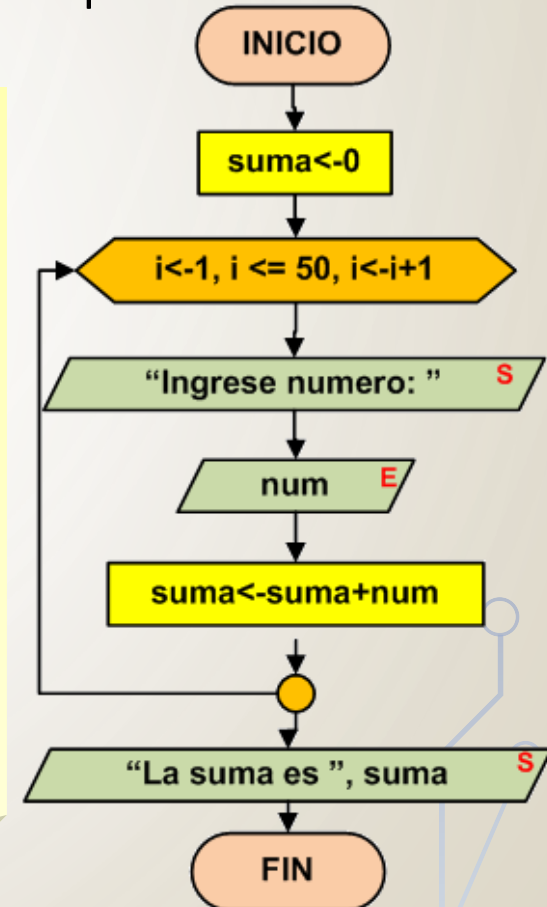 INICIO
suma<-0
i<-1, i <= 50, i<-i+1
“Ingrese numero: ” S
num E
suma<-suma+num
“La suma es ”, suma S
FIN